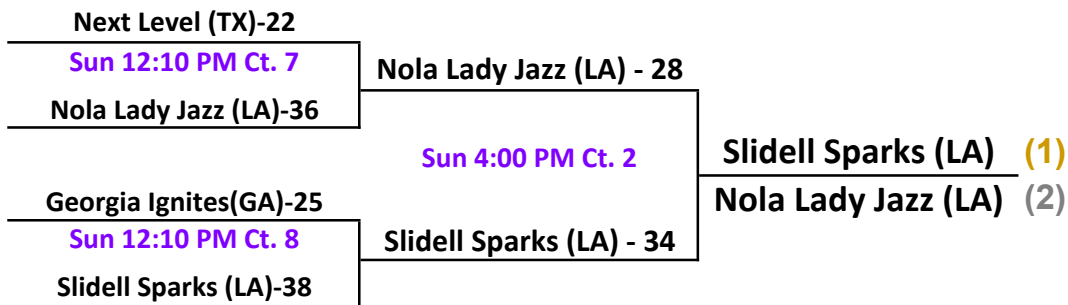 Next Level (TX)-22
Sun 12:10 PM Ct. 7
Nola Lady Jazz (LA)-36
Nola Lady Jazz (LA) - 28
Sun 4:00 PM Ct. 2
Slidell Sparks (LA) (1)
Nola Lady Jazz (LA) (2)
Georgia Ignites(GA)-25
Sun 12:10 PM Ct. 8
Slidell Sparks (LA) - 34
Slidell Sparks (LA)-38